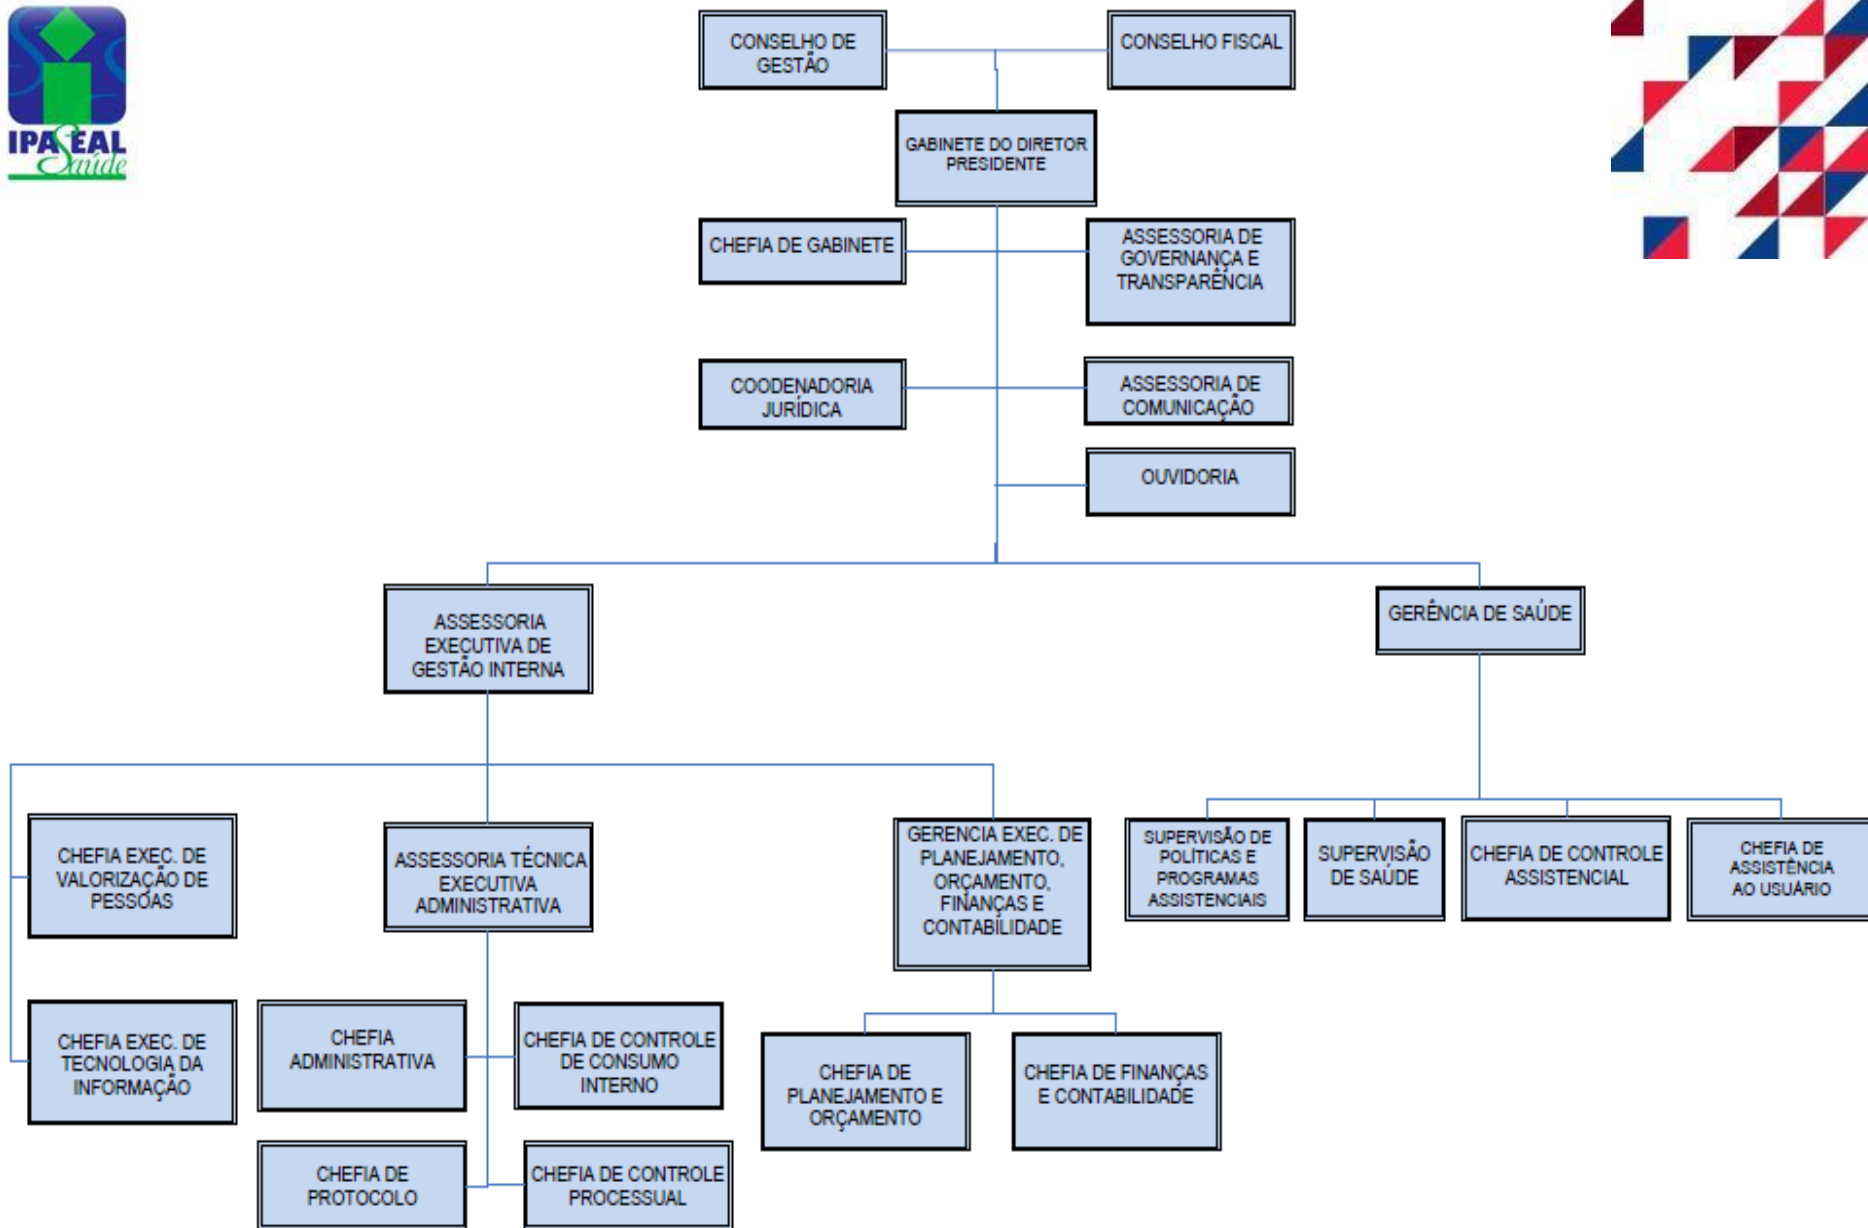 IPASEAL
Saúde
CONSELHO DE
GESTÃO
CONSELHO FISCAL
GABINETE DO DIRETOR
PRESIDENTE
CHEFIA DE GABINETE
ASSESSORIA DE
GOVERNANÇA E
TRANSPARÊNCIA
COODENADORIA
JURÍDICA
ASSESSORIA DE
COMUNICAÇÃO
OUVIDORIA
ASSESSORIA
EXECUTIVA DE
GESTÃO INTERNA
GERÊNCIA DE SAÚDE
CHEFIA EXEC. DE
VALORIZAÇÃO DE
PESSOAS
ASSESSORIA TÉCNICA
EXECUTIVA
ADMINISTRATIVA
GERENCIA EXEC. DE
PLANEJAMENTO,
ORÇAMENTO,
FINANÇAS E
CONTABILIDADE
SUPERVISÃO DE
POLÍTICAS E
PROGRAMAS
ASSISTENCIAIS
SUPERVISÃO
DE SAÚDE
CHEFIA DE CONTROLE
ASSISTENCIAL
CHEFIA DE
ASSISTÊNCIA
AO USUÁRIO
CHEFIA EXEC. DE
TECNOLOGIA DA
INFORMAÇÃO
CHEFIA
ADMINISTRATIVA
CHEFIA DE CONTROLE
DE CONSUMO
INTERNO
CHEFIA DE
PLANEJAMENTO E
ORÇAMENTO
CHEFIA DE FINANÇAS
E CONTABILIDADE
CHEFIA DE
PROTOCOLO
CHEFIA DE CONTROLE
PROCESSUAL